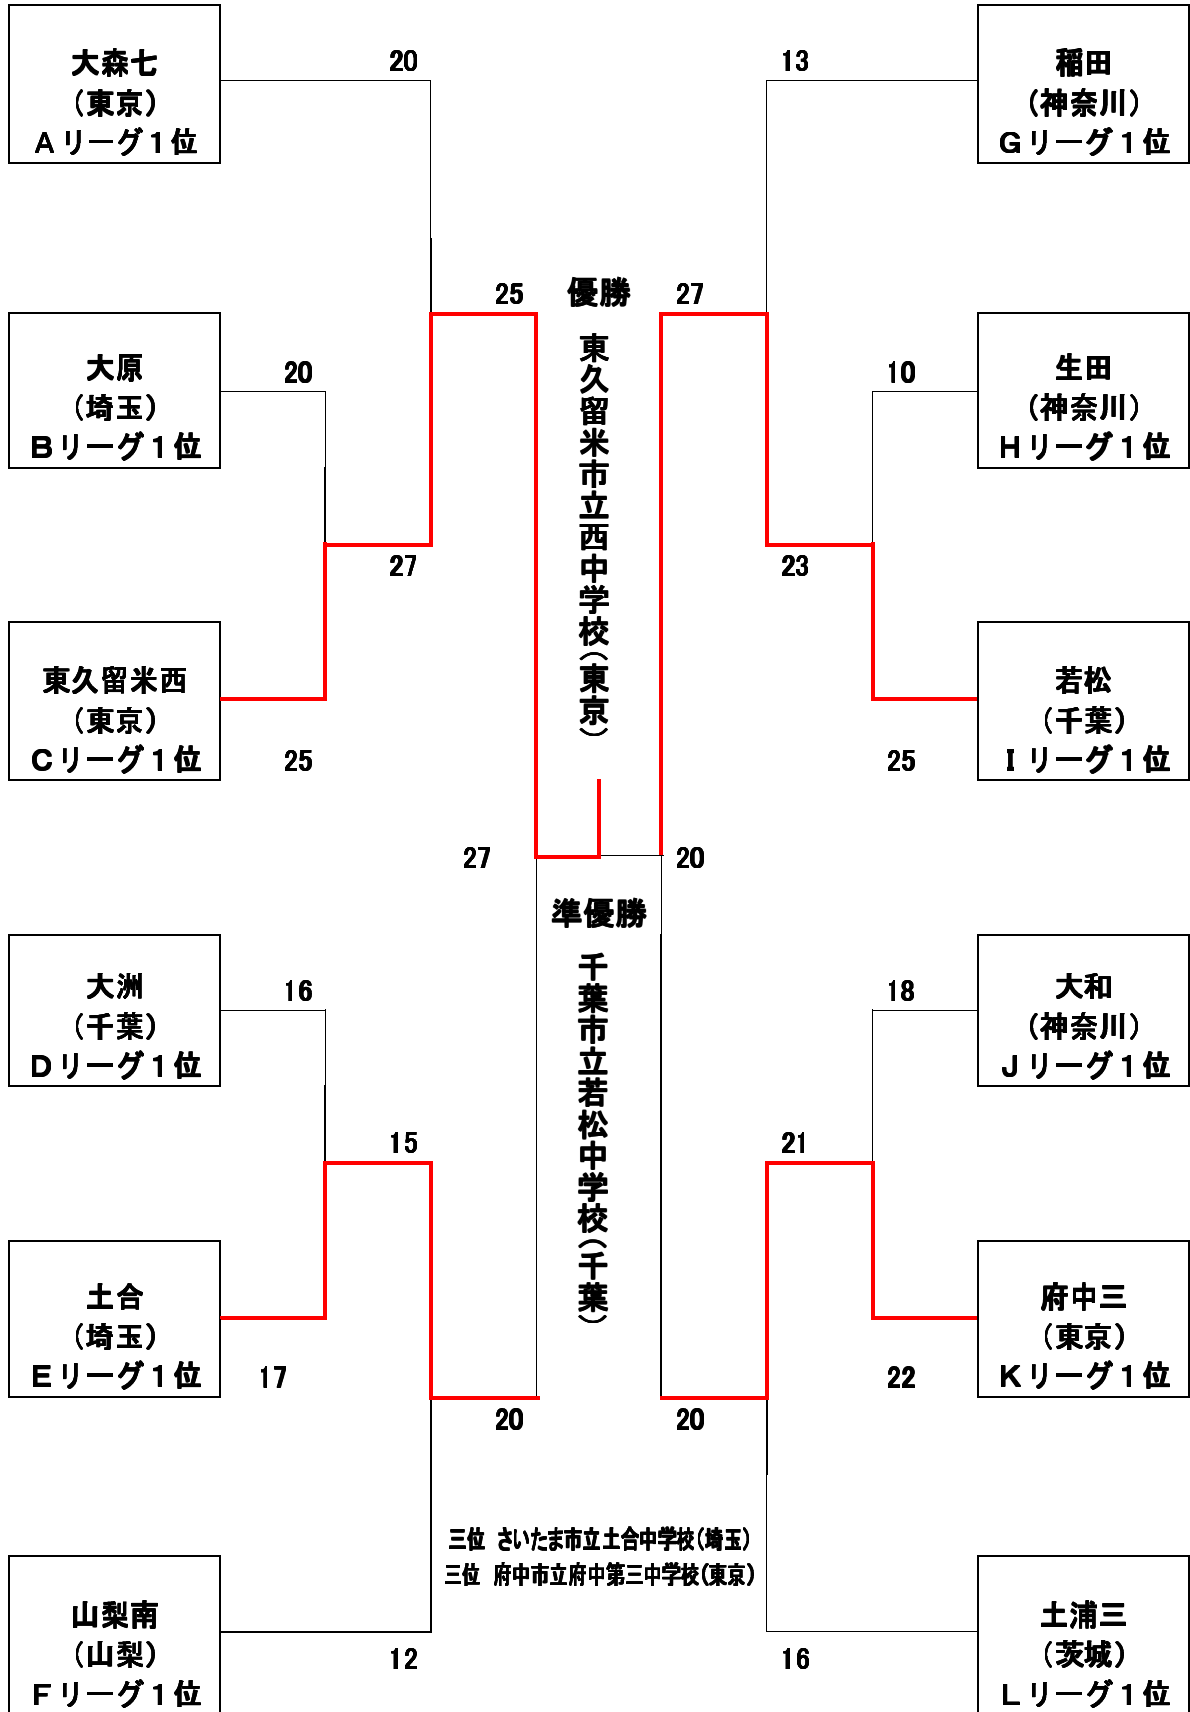 大森七
（東京）
Ａリーグ１位
20
13
稲田
（神奈川）
Ｇリーグ１位
25
優勝
27
東久留米市立西中学校（東京）
大原
（埼玉）
Ｂリーグ１位
20
10
生田
（神奈川）
Ｈリーグ１位
27
23
東久留米西
（東京）
Ｃリーグ１位
25
25
若松
（千葉）
Ｉリーグ１位
27
20
準優勝
千葉市立若松中学校（千葉）
大洲
（千葉）
Ｄリーグ１位
16
18
大和
（神奈川）
Ｊリーグ１位
15
21
土合
（埼玉）
Ｅリーグ１位
17
22
府中三
（東京）
Ｋリーグ１位
20
20
三位 さいたま市立土合中学校（埼玉）
三位 府中市立府中第三中学校（東京）
山梨南
（山梨）
Ｆリーグ１位
12
16
土浦三
（茨城）
Ｌリーグ１位